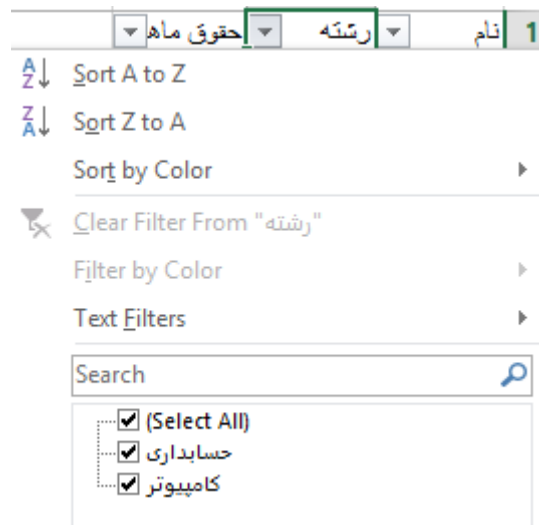 1 نام رشته حقوق ماه
Sort A to Z
Sort Z to A
Sort by Color
Clear Filter From "رشته"
Filter by Color
Text Filters
Search
(Select All)
حسابداری
کامپیوتر